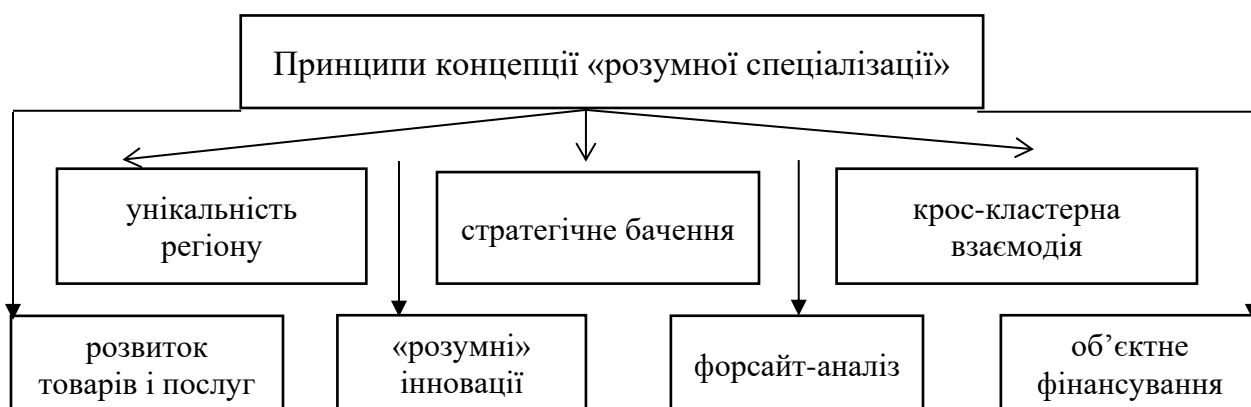 Принципи концепції «розумної спеціалізації»
унікальність
регіону
стратегічне бачення
крос-кластерна
взаємодія
розвиток
товарів і послуг
«розумні»
інновації
форсайт-аналіз
об’єктне
фінансування